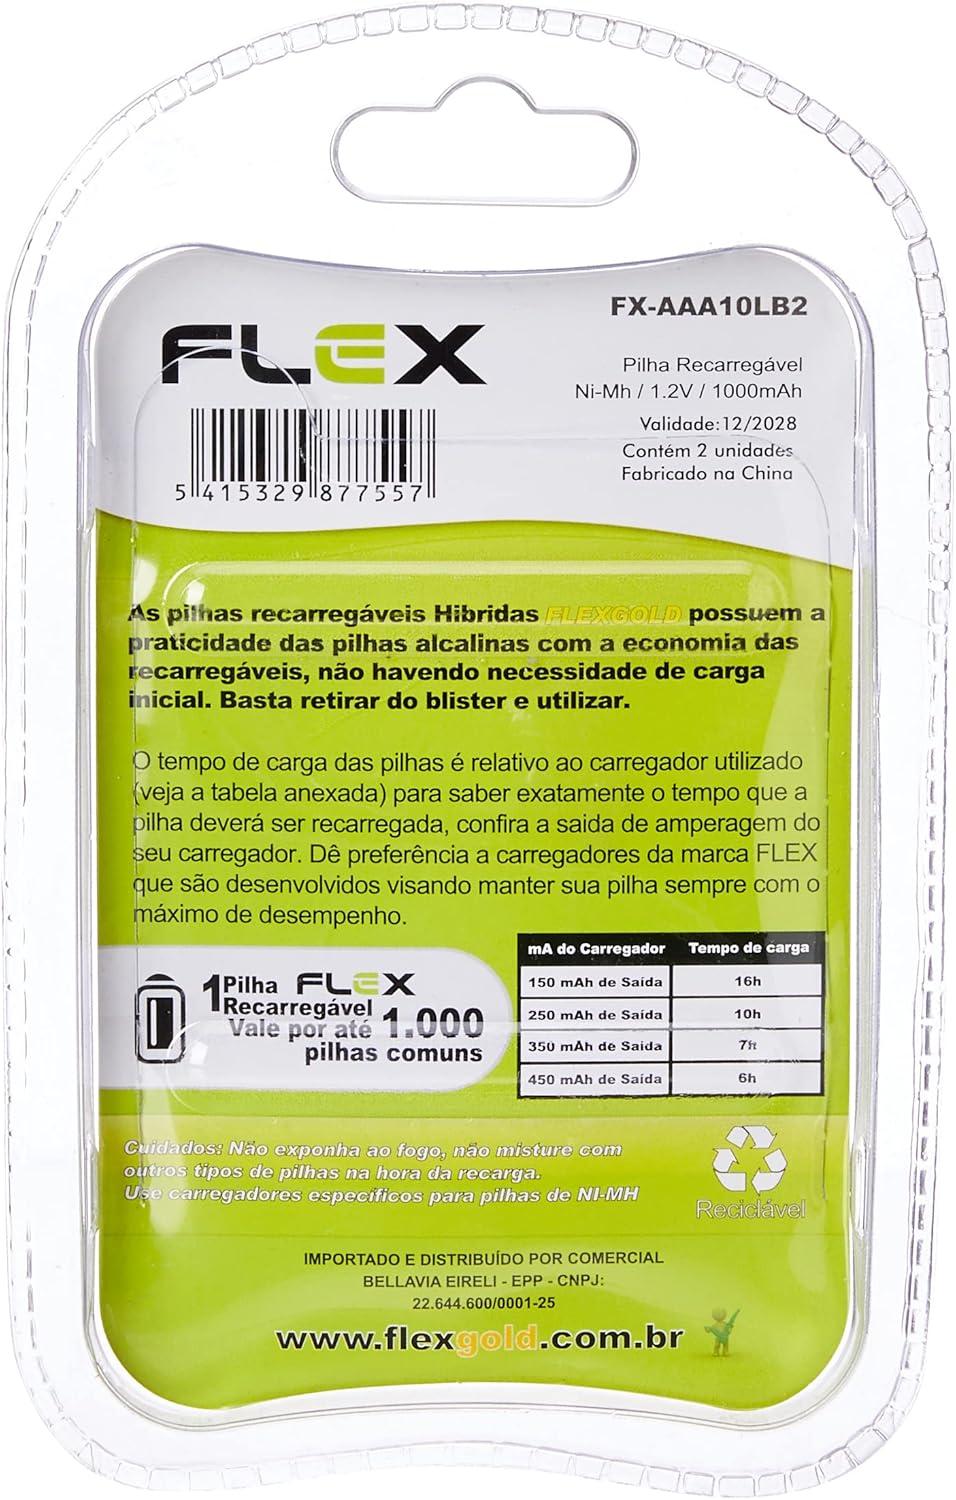 FLEX
FX-AAA10LB2
Pilha Recarregável
Ni-Mh / 1.2V / 1000mAh
Validade:12/2028
Contém 2 unidades
Fabricado na China
5 415329 877557
As pilhas recarregáveis Hibridas FLEXGOLD possuem a
praticidade das pilhas alcalinas com a economia das
recarregáveis, não havendo necessidade de carga
inicial. Basta retirar do blister e utilizar.
O tempo de carga das pilhas é relativo ao carregador utilizado
(veja a tabela anexada) para saber exatamente o tempo que a
pilha deverá ser recarregada, confira a saida de amperagem do
seu carregador. Dê preferência a carregadores da marca FLEX
que são desenvolvidos visando manter sua pilha sempre com o
máximo de desempenho.
1 Pilha FLEX
Recarregável
Vale por até 1.000
pilhas comuns
mA do Carregador Tempo de carga
150 mAh de Saída 16h
250 mAh de Saída 10h
350 mAh de Saída 7h
450 mAh de Saída 6h
Cuidados: Não exponha ao fogo, não misture com
outros tipos de pilhas na hora da recarga.
Use carregadores específicos para pilhas de NI-MH
Reciclável
IMPORTADO E DISTRIBUÍDO POR COMERCIAL
BELLAVIA EIRELI - EPP - CNPJ:
22.644.600/0001-25
www.flexgold.com.br